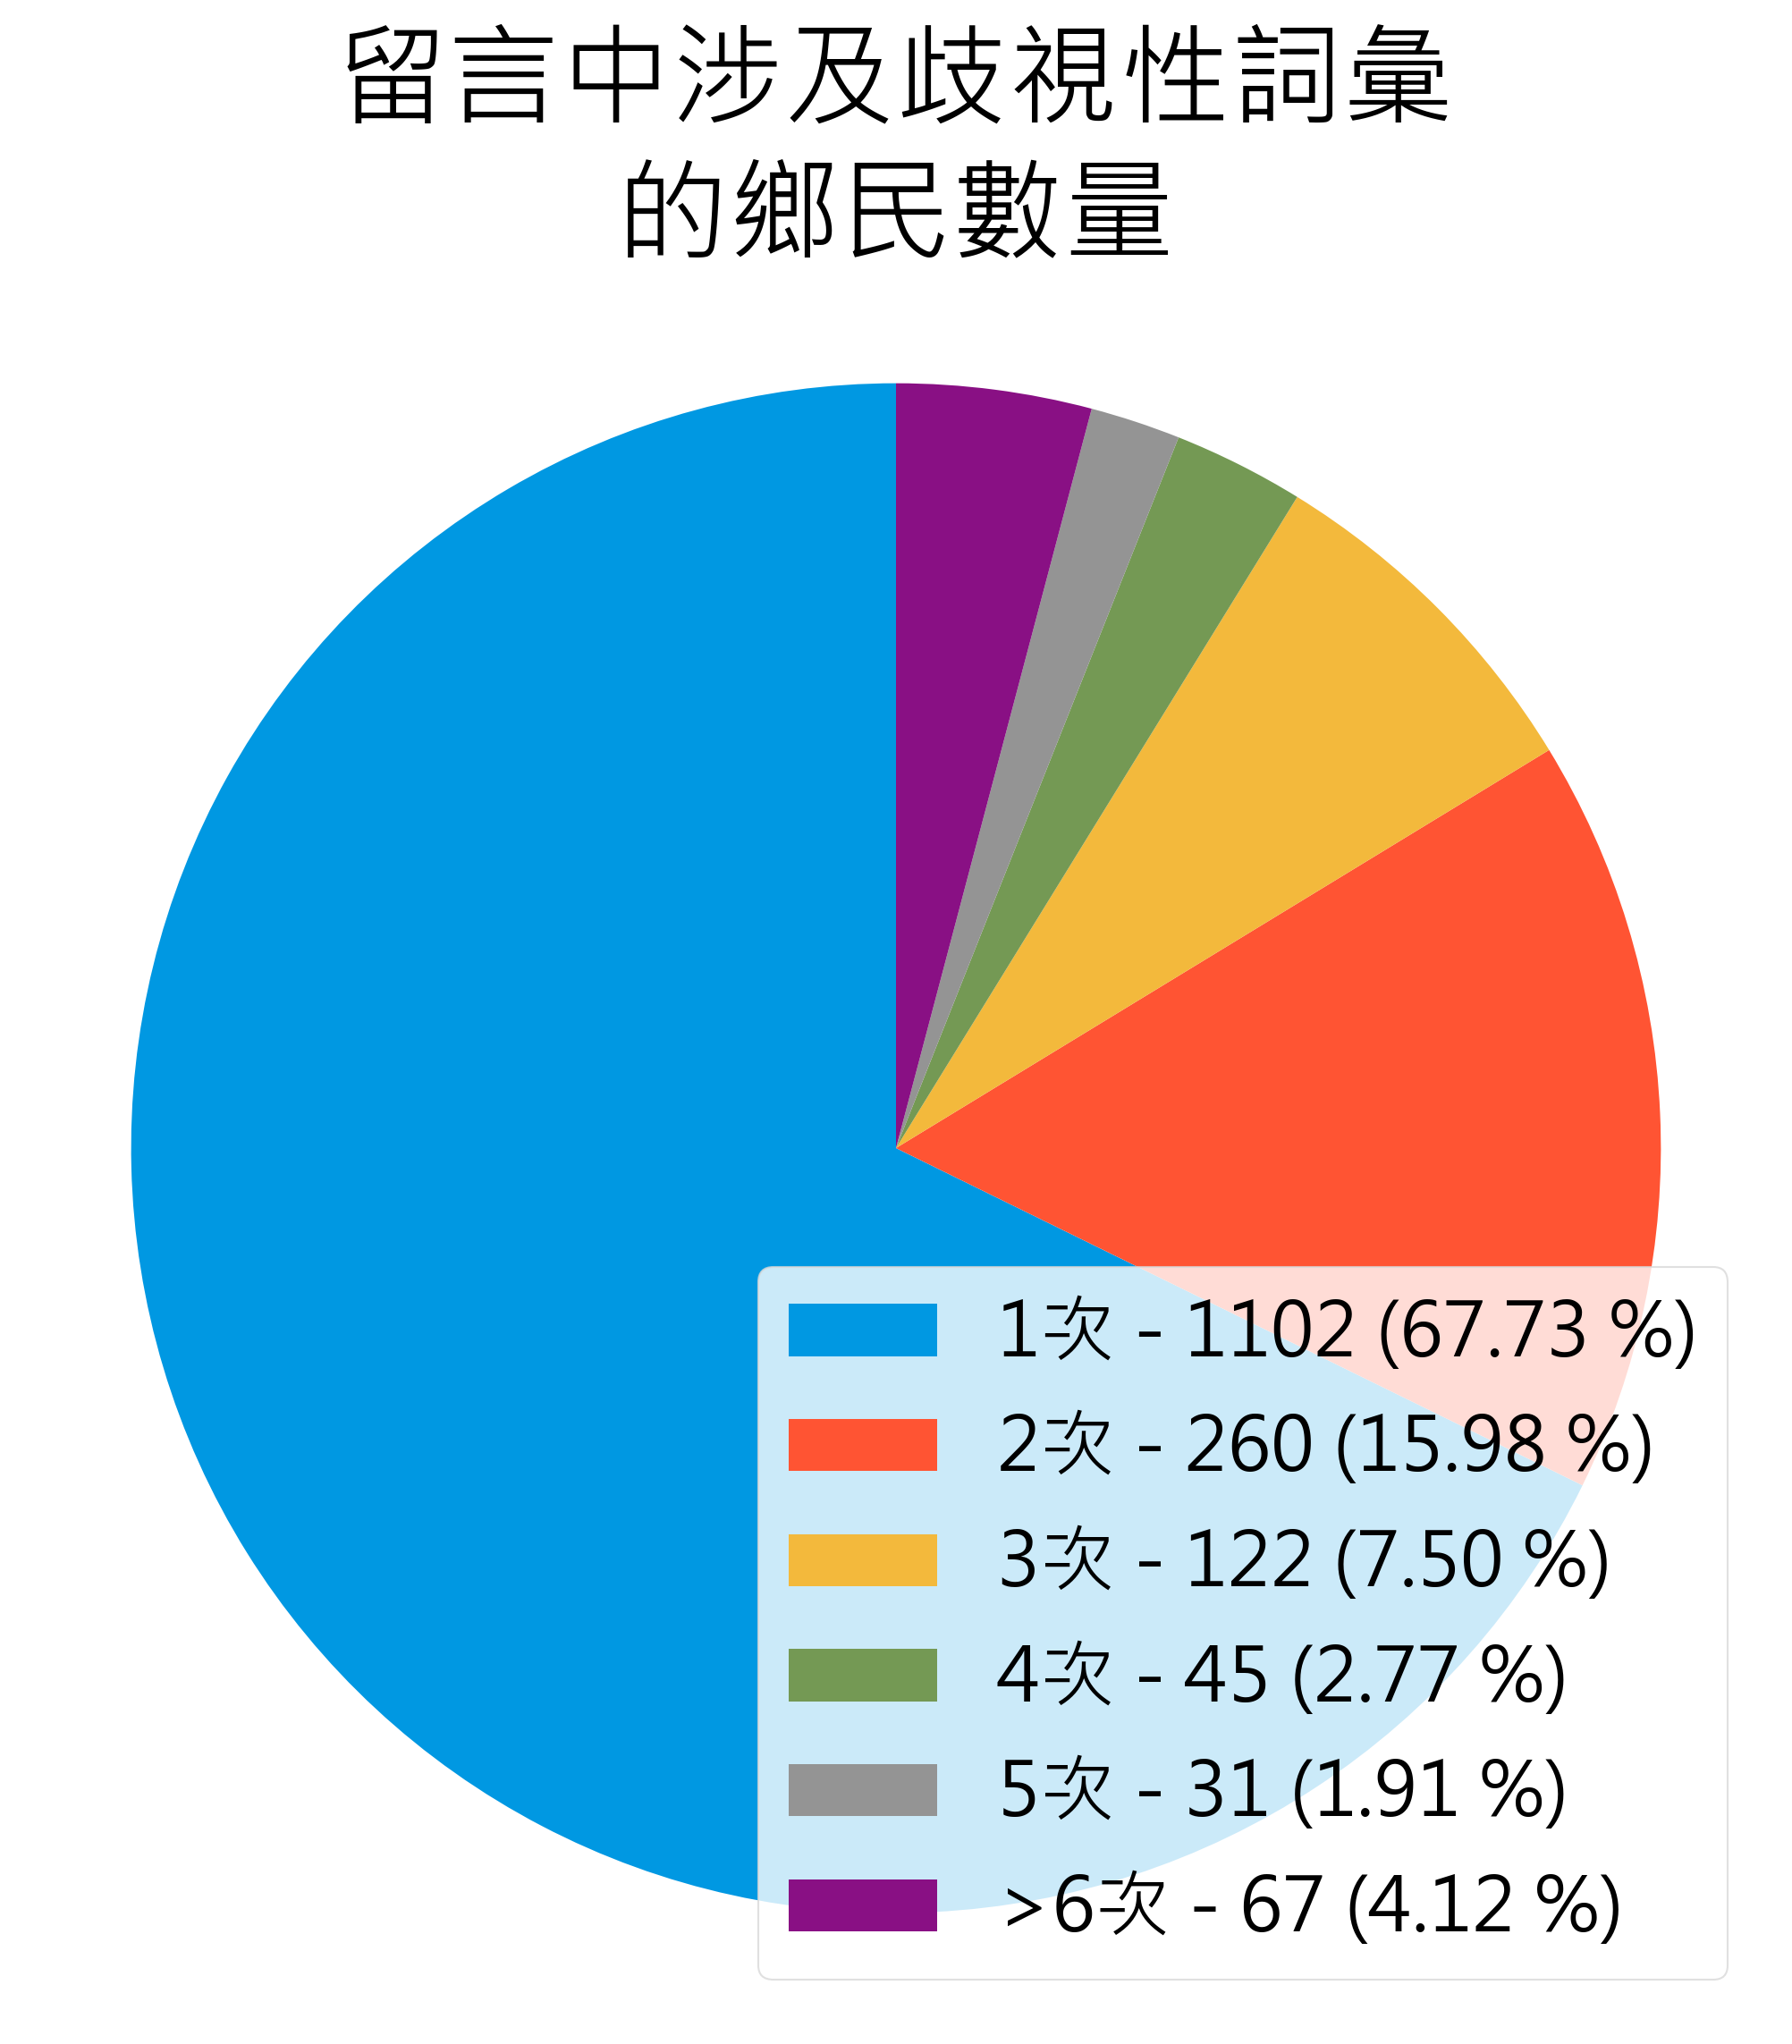 留言中涉及歧視性詞彙
的鄉民數量
1次 - 1102 (67.73 %)
2次 - 260 (15.98 %)
3次 - 122 (7.50 %)
4次 - 45 (2.77 %)
5次 - 31 (1.91 %)
>6次 - 67 (4.12 %)